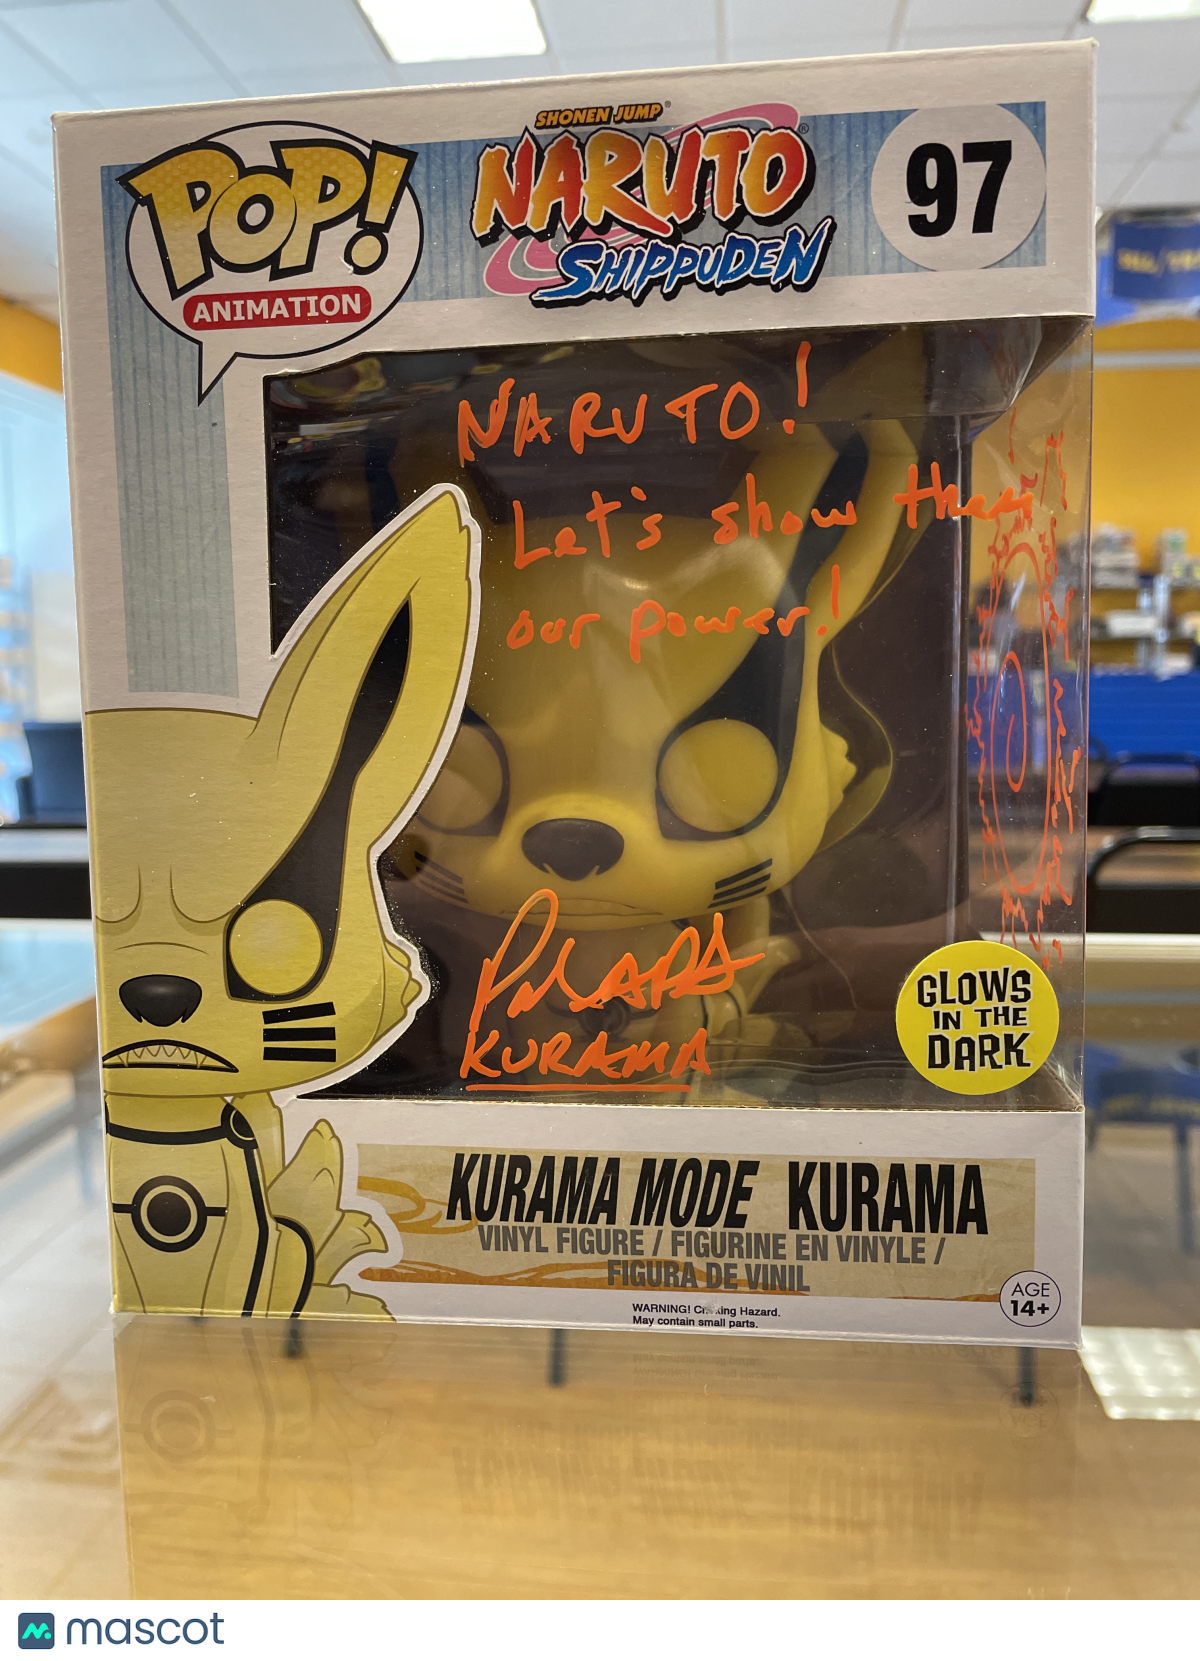 SHONEN JUMP®
NARUTO®
SHIPPUDEN
97
POP!
ANIMATION
NARUTO!
Let's show them
our power!
KURAMA
GLOWS
IN THE
DARK
KURAMA MODE KURAMA
VINYL FIGURE / FIGURINE EN VINYLE /
FIGURA DE VINIL
WARNING! Choking Hazard.
May contain small parts.
AGE
14+
mascot